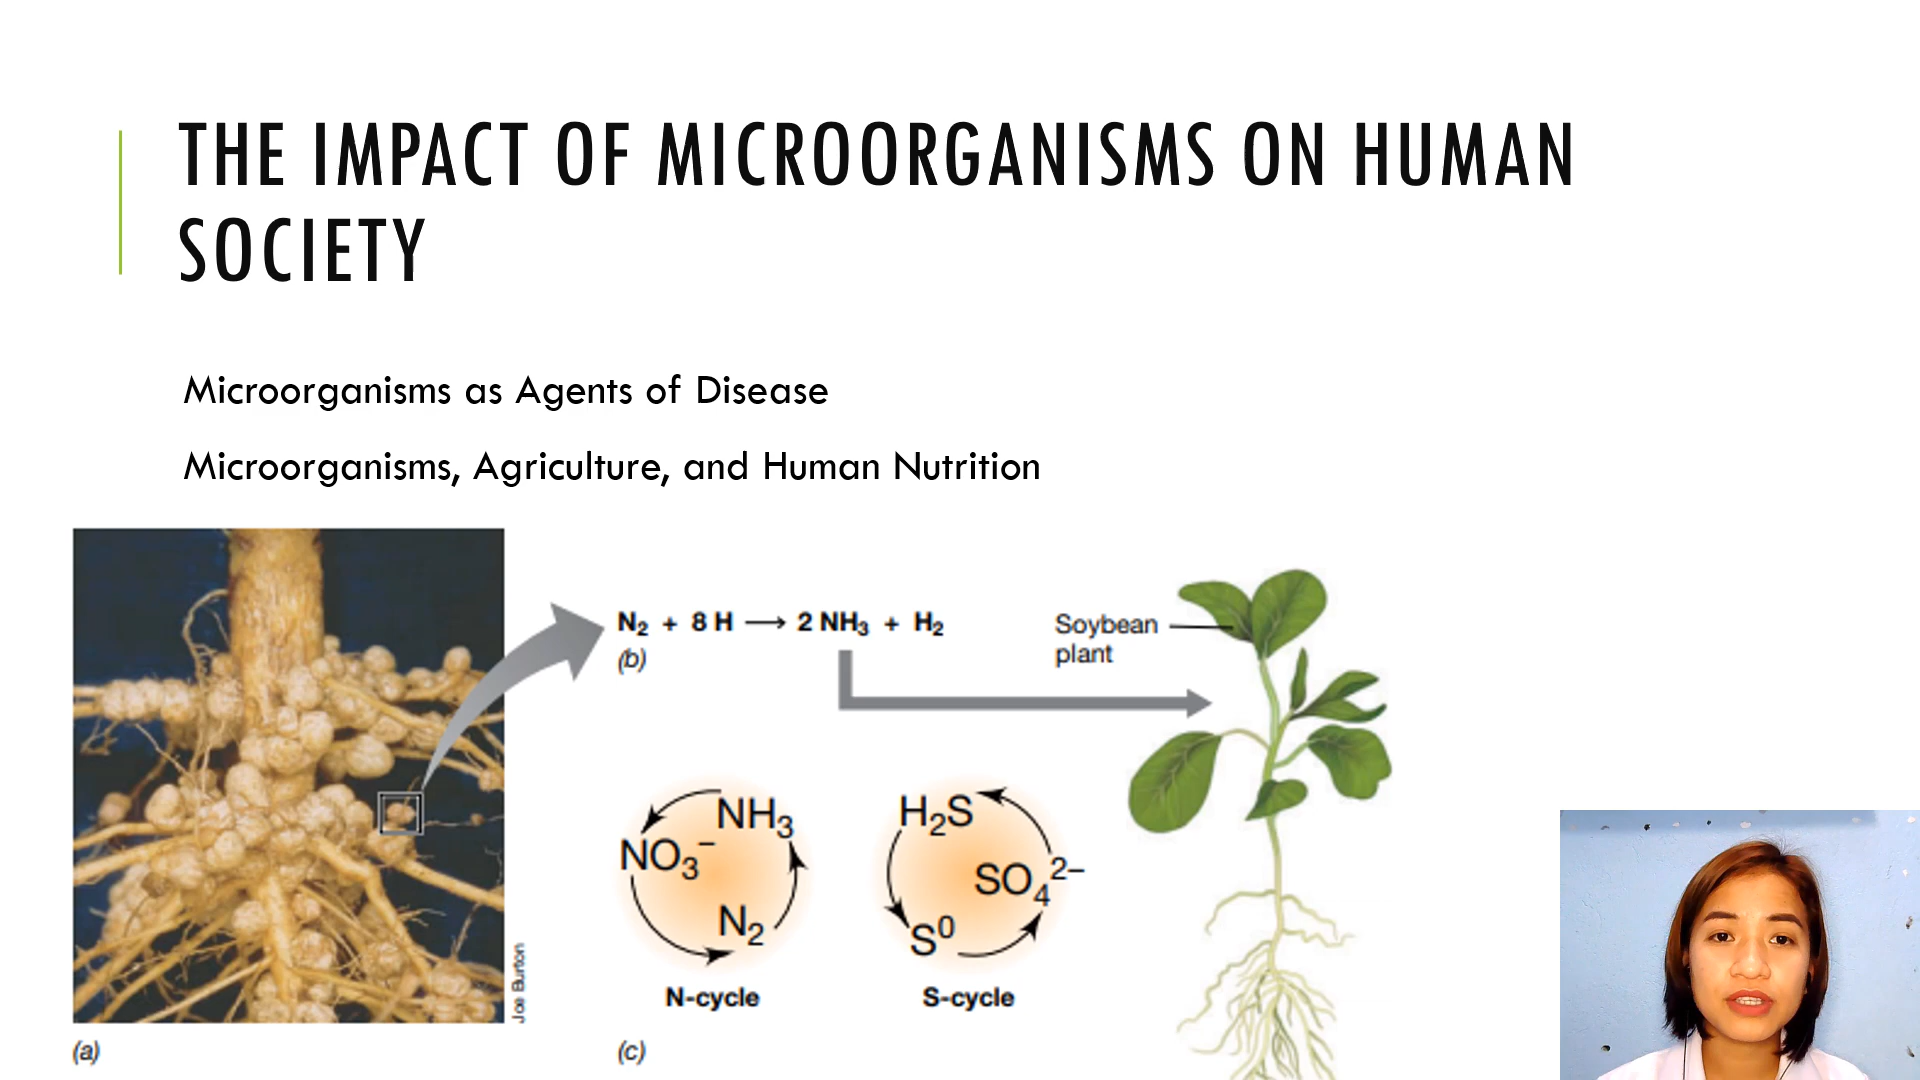 THE IMPACT OF MICROORGANISMS ON HUMAN
SOCIETY
Microorganisms as Agents of Disease
Microorganisms, Agriculture, and Human Nutrition
N₂ + 8 H ⟶ 2 NH₃ + H₂
(b)
Soybean
plant
NH₃
NO₃⁻
N₂
N-cycle
H₂S
SO₄²⁻
S⁰
S-cycle
Joe Burton
(a)
(c)